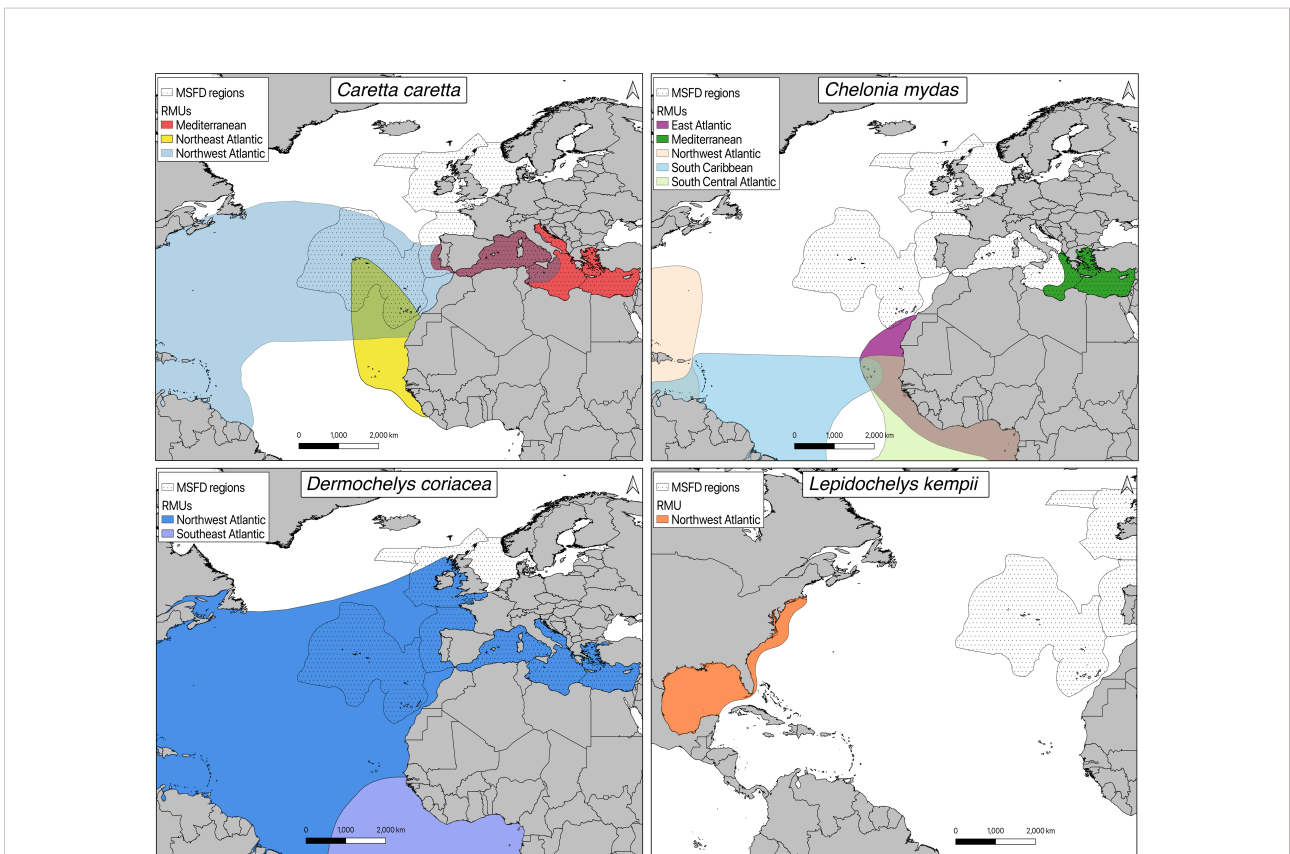 Caretta caretta
MSFD regions
RMUs
Mediterranean
Northeast Atlantic
Northwest Atlantic
0 1,000 2,000 km
Chelonia mydas
MSFD regions
RMUs
East Atlantic
Mediterranean
Northwest Atlantic
South Caribbean
South Central Atlantic
0 1,000 2,000 km
Dermochelys coriacea
MSFD regions
RMUs
Northwest Atlantic
Southeast Atlantic
0 1,000 2,000 km
Lepidochelys kempii
MSFD regions
RMU
Northwest Atlantic
0 1,000 2,000 km